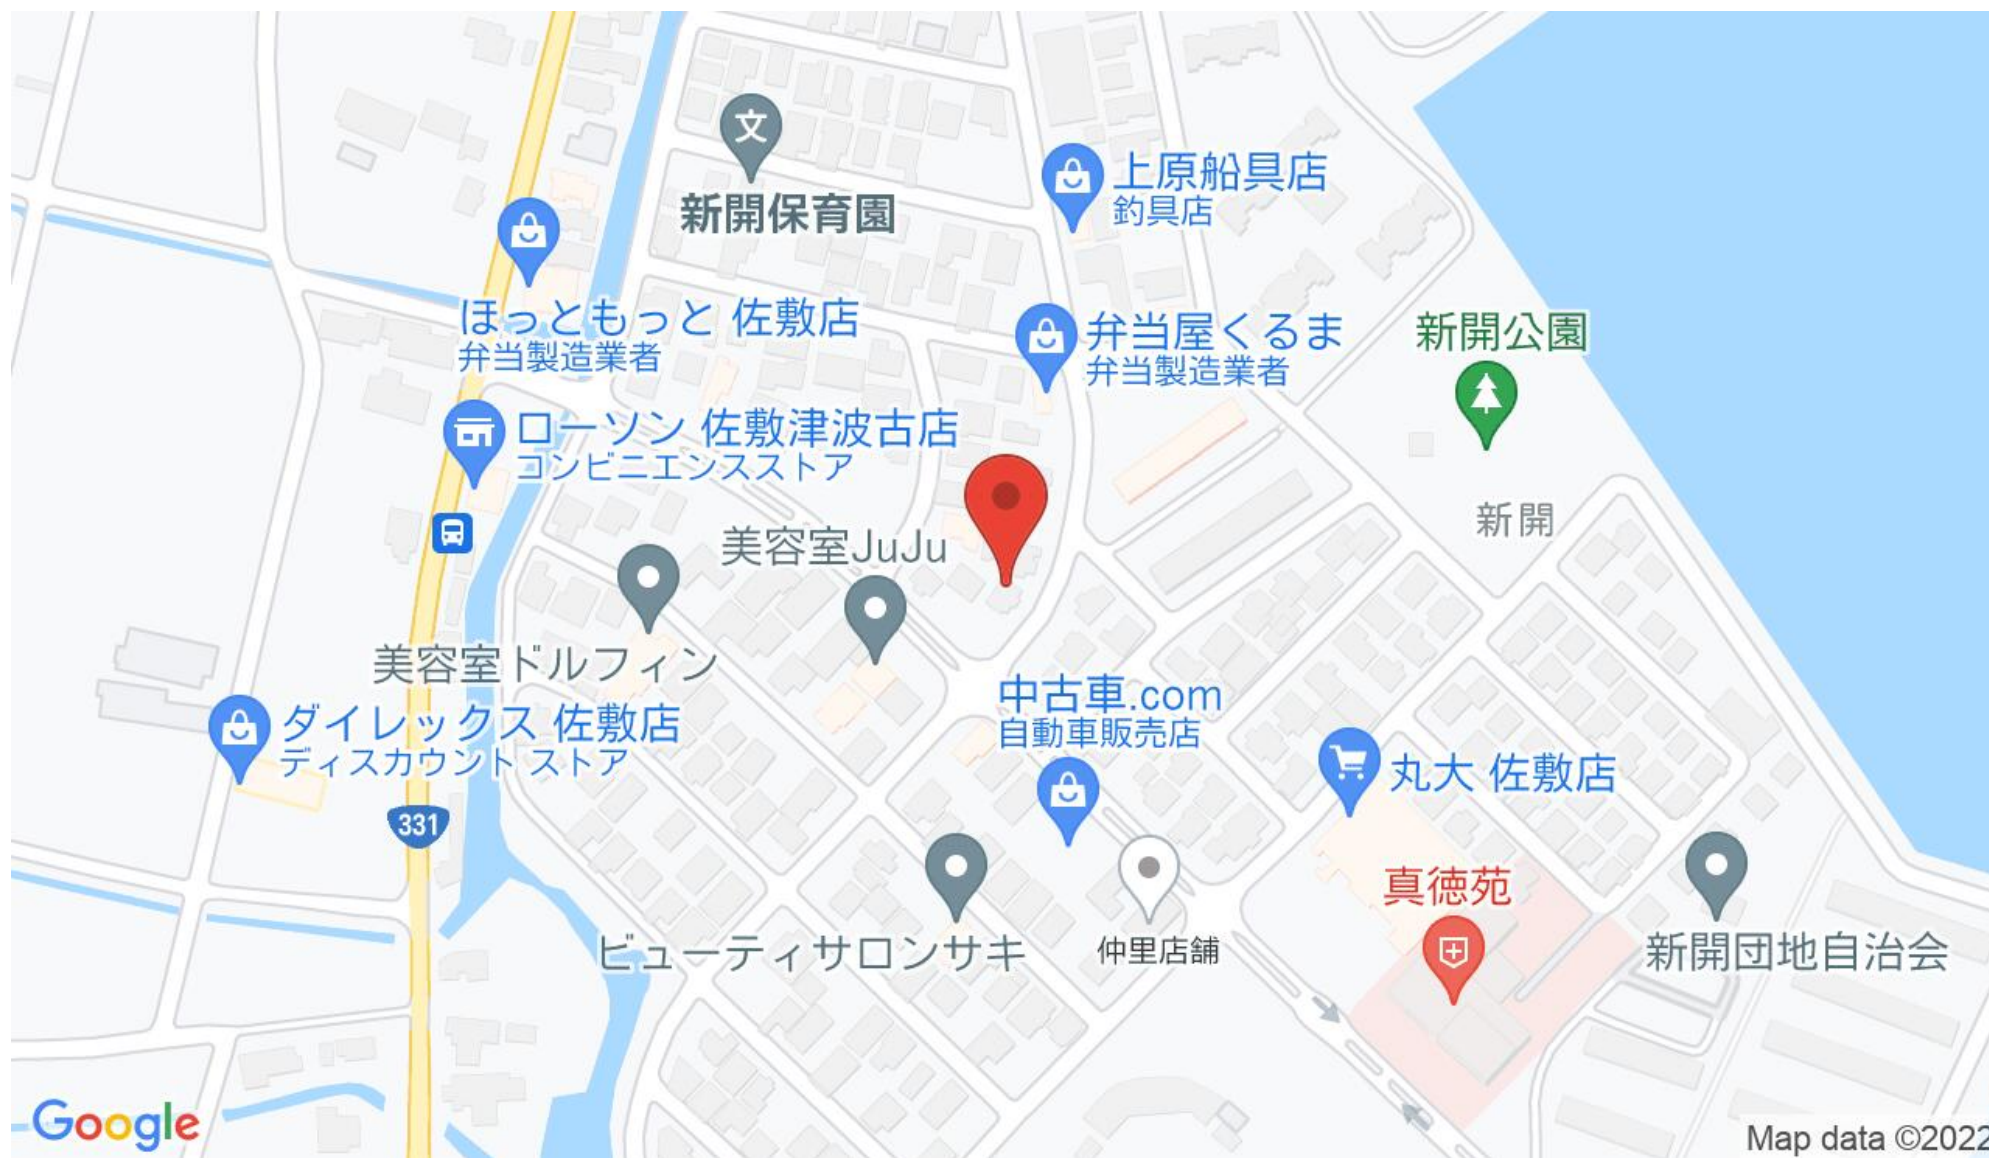 文
新開保育園
上原船具店
釣具店
ほっともっと 佐敷店
弁当製造業者
弁当屋くるま
弁当製造業者
新開公園
ローソン 佐敷津波古店
コンビニエンスストア
新開
美容室JuJu
美容室ドルフィン
中古車.com
自動車販売店
ダイレックス 佐敷店
ディスカウント ストア
丸大 佐敷店
331
真徳苑
ビューティサロンサキ
仲里店舗
新開団地自治会
Google
Map data ©2022